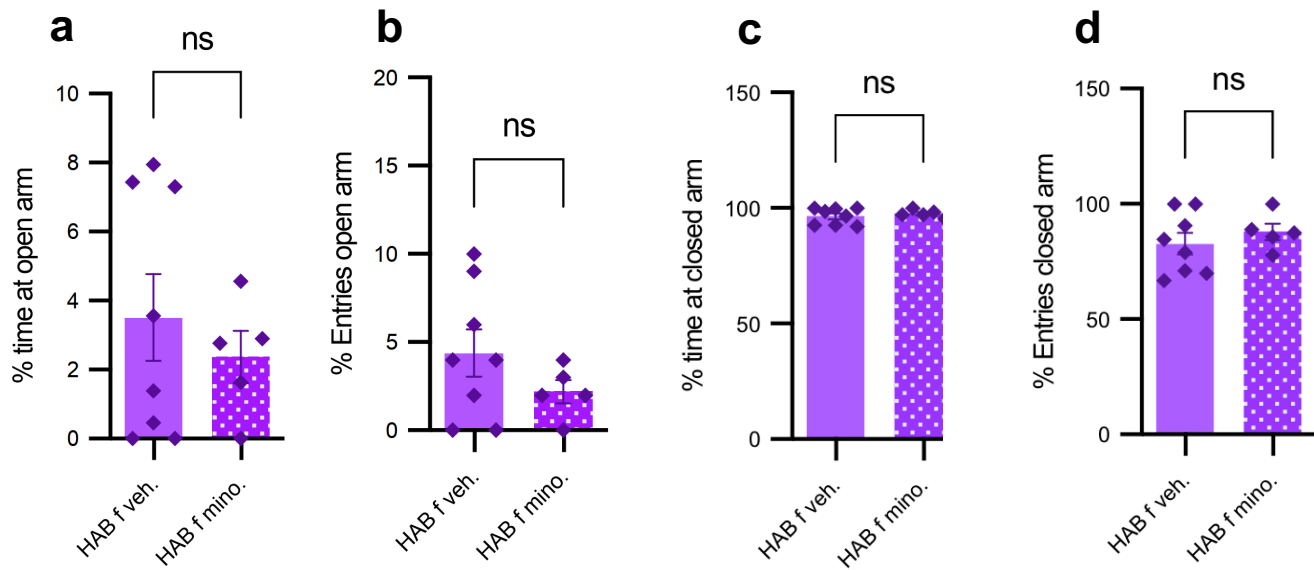 a
ns
% time at open arm
10
8
6
4
2
0
HAB f veh.
HAB f mino.
b
ns
% Entries open arm
20
15
10
5
0
HAB f veh.
HAB f mino.
c
ns
% time at closed arm
150
100
50
0
HAB f veh.
HAB f mino.
d
ns
% Entries closed arm
150
100
50
0
HAB f veh.
HAB f mino.